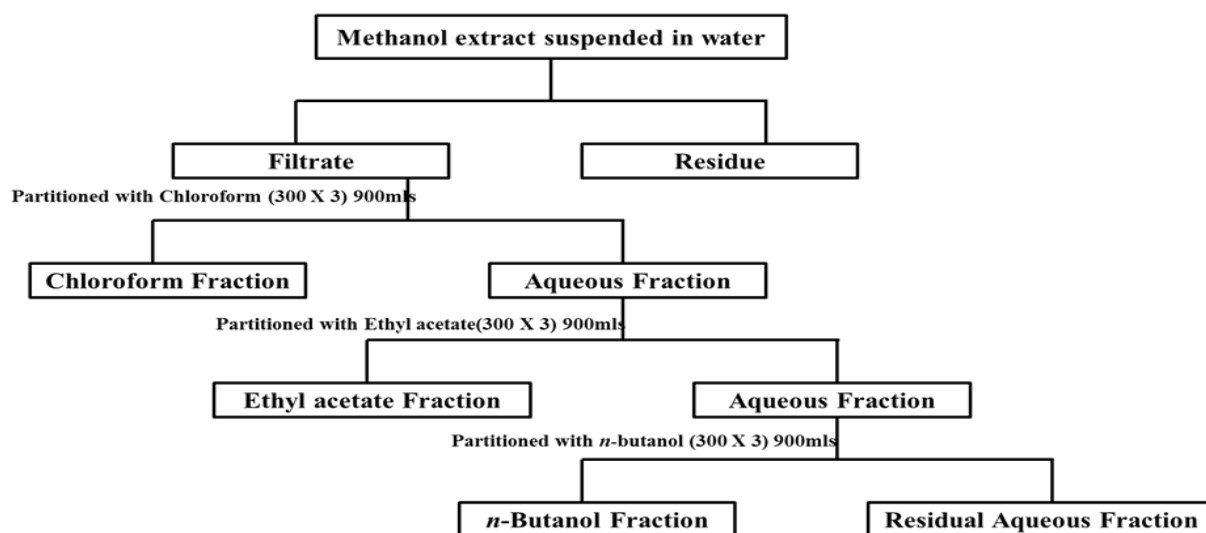 Methanol extract suspended in water
Filtrate
Residue
Partitioned with Chloroform (300 X 3) 900mls
Chloroform Fraction
Aqueous Fraction
Partitioned with Ethyl acetate(300 X 3) 900mls
Ethyl acetate Fraction
Aqueous Fraction
Partitioned with n-butanol (300 X 3) 900mls
n-Butanol Fraction
Residual Aqueous Fraction